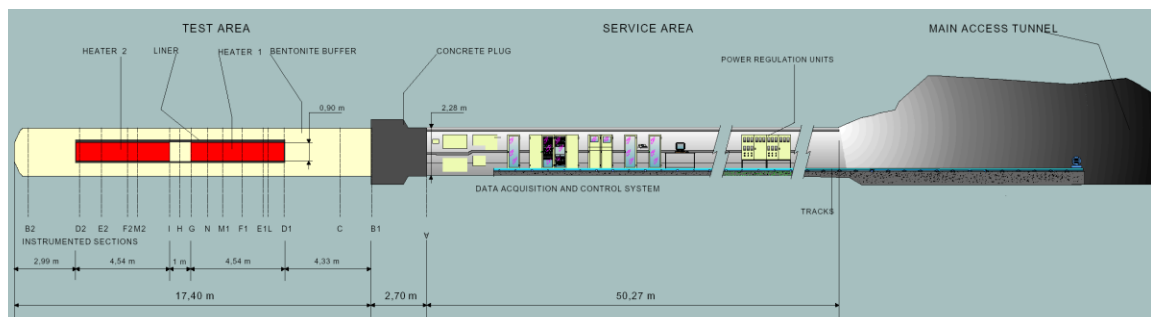 TEST AREA
SERVICE AREA
MAIN ACCESS TUNNEL
HEATER 2
LINER
HEATER 1
BENTONITE BUFFER
CONCRETE PLUG
POWER REGULATION UNITS
0,90 m
2,28 m
DATA ACQUISITION AND CONTROL SYSTEM
TRACKS
B2 D2 E2 F2 M2 I H G N M1 F1 E1 L D1 C B1 A
INSTRUMENTED SECTIONS
2,99 m 4,54 m 1 m 4,54 m 4,33 m
17,40 m 2,70 m 50,27 m